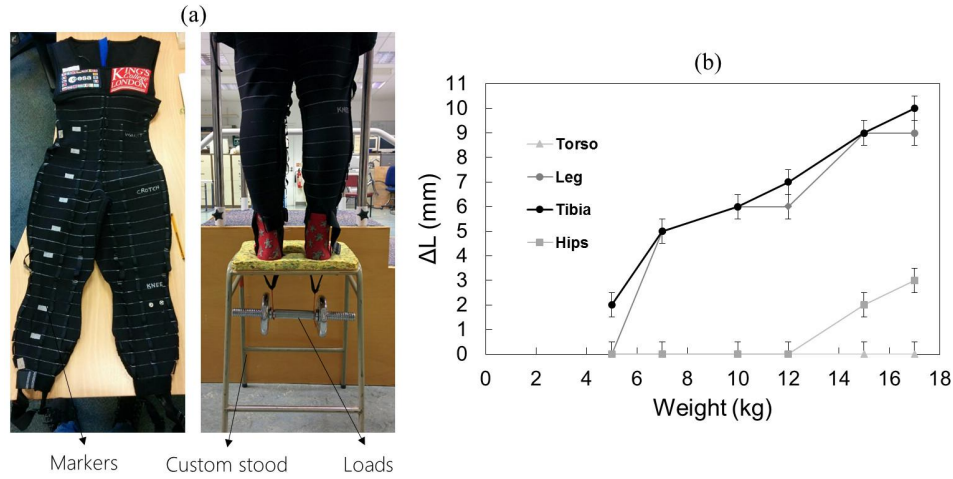 (a)
esa
KING'S
College
LONDON
CROTCH
KNEE
KNEE
Markers
Custom stood
Loads
(b)
ΔL (mm)
11
10
9
8
7
6
5
4
3
2
1
0
Torso
Leg
Tibia
Hips
0 2 4 6 8 10 12 14 16 18
Weight (kg)